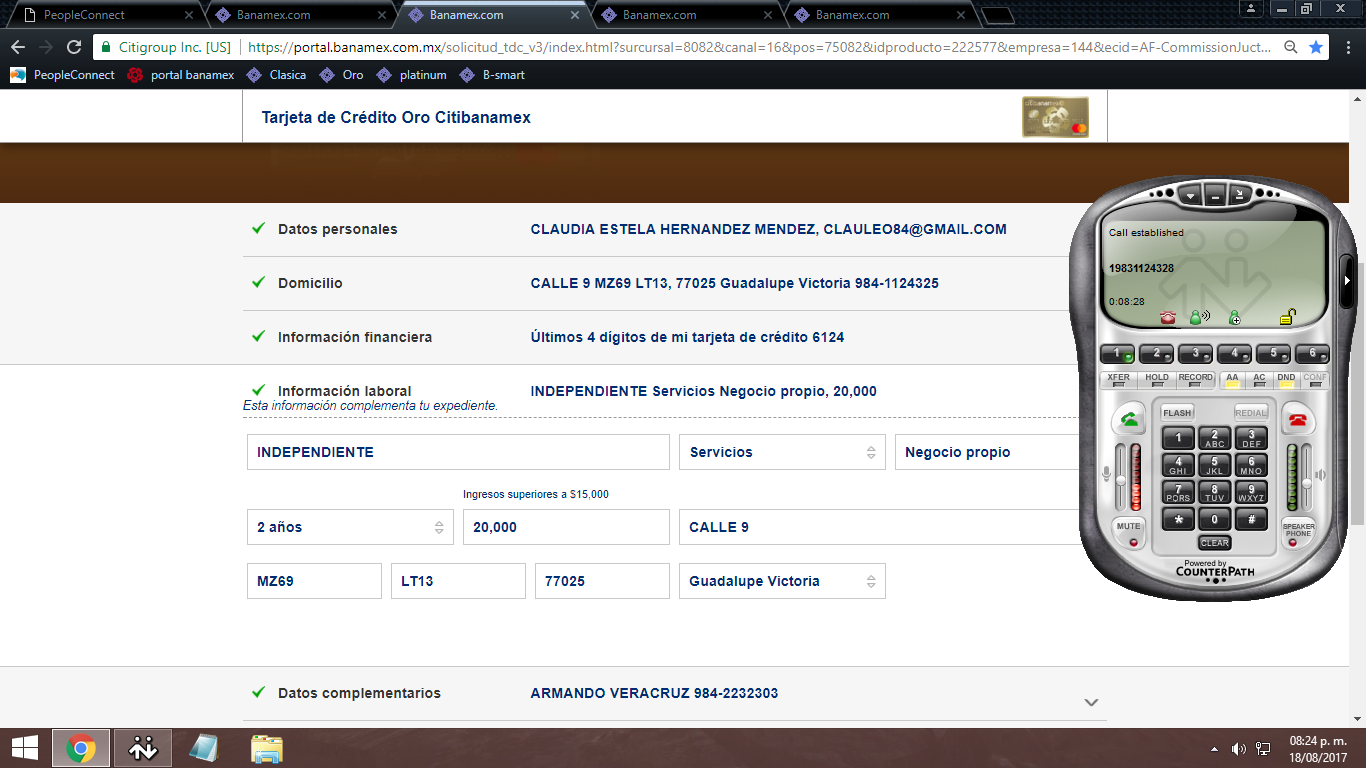 PeopleConnect
Banamex.com
Banamex.com
Banamex.com
Banamex.com
Citigroup Inc. [US] https://portal.banamex.com.mx/solicitud_tdc_v3/index.html?surcursal=8082&canal=16&pos=75082&idproducto=222577&empresa=144&ecid=AF-CommissionJuct...
PeopleConnect portal banamex Clasica Oro platinum B-smart
Tarjeta de Crédito Oro Citibanamex
Datos personales CLAUDIA ESTELA HERNANDEZ MENDEZ, CLAULEO84@GMAIL.COM
Domicilio CALLE 9 MZ69 LT13, 77025 Guadalupe Victoria 984-1124325
Información financiera Últimos 4 dígitos de mi tarjeta de crédito 6124
Información laboral INDEPENDIENTE Servicios Negocio propio, 20,000
Esta información complementa tu expediente.
INDEPENDIENTE Servicios Negocio propio
Ingresos superiores a $15,000
2 años 20,000 CALLE 9
MZ69 LT13 77025 Guadalupe Victoria
Datos complementarios ARMANDO VERACRUZ 984-2232303
Call established
19831124328
0:08:28
1 2 3 4 5 6
XFER HOLD RECORD AA AC DND CONF
FLASH REDIAL
1 2 ABC 3 DEF
4 GHI 5 JKL 6 MNO
7 PQRS 8 TUV 9 WXYZ
* 0 #
MUTE SPEAKER PHONE
CLEAR
Powered by
COUNTERPATH
08:24 p. m.
18/08/2017